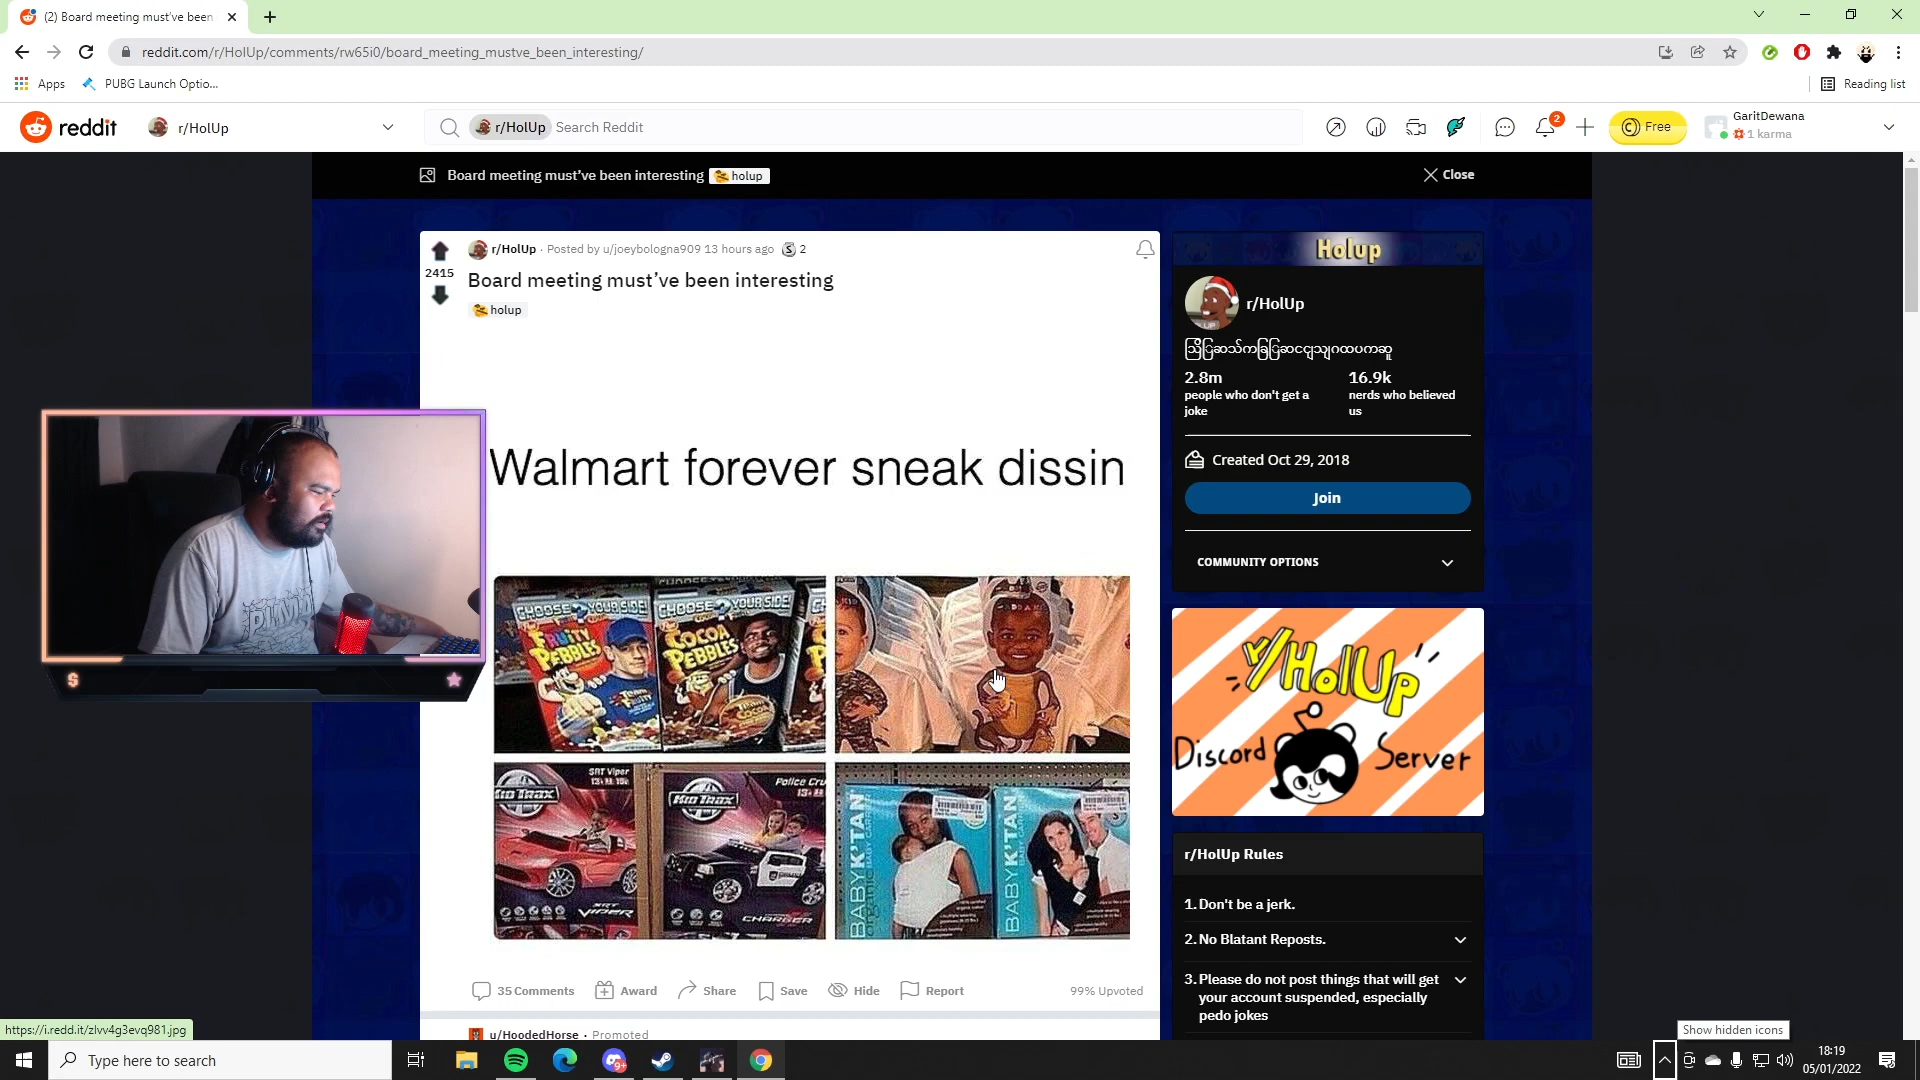 (2) Board meeting must've been
reddit.com/r/HolUp/comments/rw65i0/board_meeting_mustve_been_interesting/
Apps
PUBG Launch Optio...
Reading list
reddit
r/HolUp
r/HolUp
Search Reddit
2
Free
GaritDewana
1 karma
Board meeting must've been interesting
holup
Close
r/HolUp · Posted by u/joeybologna909 13 hours ago
S 2
2415
Board meeting must've been interesting
holup
Walmart forever sneak dissin
CHOOSE ? YOUR SIDE!
FRUITY
PEBBLES
CHOOSE ? YOUR SIDE!
COCOA
PEBBLES
KID TRAX
SRT Viper
VIPER
KID TRAX
Police Cru
CHARGER
BABY K'TAN
BABY K'TAN
35 Comments
Award
Share
Save
Hide
Report
99% Upvoted
u/HoodedHorse · Promoted
Holup
r/HolUp
2.8m
people who don't get a
joke
16.9k
nerds who believed
us
Created Oct 29, 2018
Join
COMMUNITY OPTIONS
r/HolUp
Discord
Server
r/HolUp Rules
1. Don't be a jerk.
2. No Blatant Reposts.
3. Please do not post things that will get
your account suspended, especially
pedo jokes
https://i.redd.it/zlvv4g3evq981.jpg
Show hidden icons
Type here to search
9+
18:19
05/01/2022